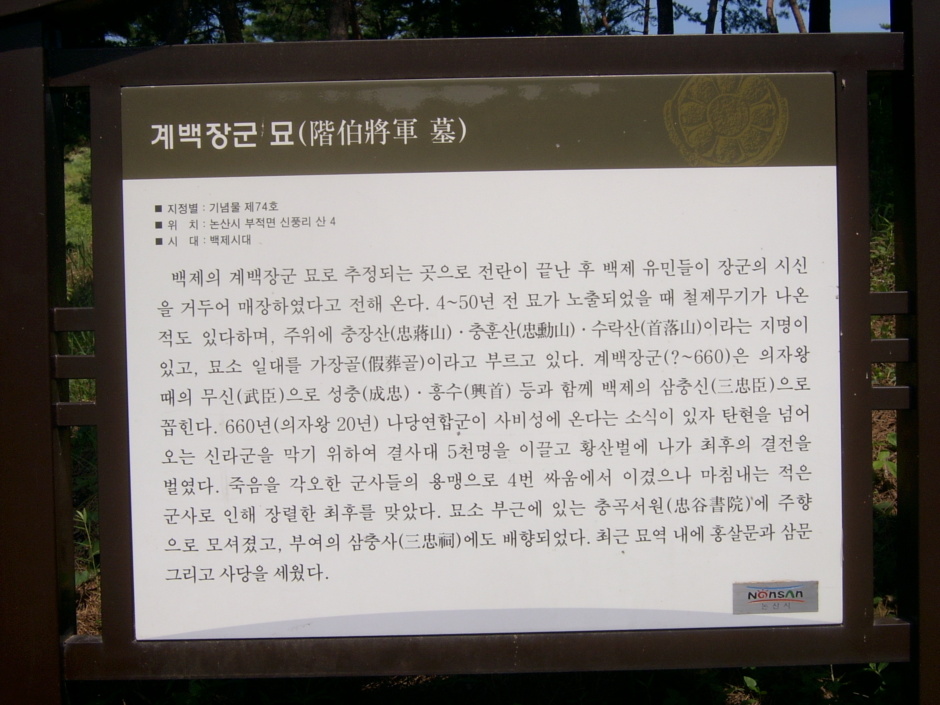 계백장군 묘(階伯將軍 墓)
■ 지정별 : 기념물 제74호
■ 위 치 : 논산시 부적면 신풍리 산 4
■ 시 대 : 백제시대
백제의 계백장군 묘로 추정되는 곳으로 전란이 끝난 후 백제 유민들이 장군의 시신
을 거두어 매장하였다고 전해 온다. 4~50년 전 묘가 노출되었을 때 철제무기가 나온
적도 있다하며, 주위에 충장산(忠蔣山)·충훈산(忠勳山)·수락산(首落山)이라는 지명이
있고, 묘소 일대를 가장골(假葬골)이라고 부르고 있다. 계백장군(?~660)은 의자왕
때의 무신(武臣)으로 성충(成忠)·흥수(興首) 등과 함께 백제의 삼충신(三忠臣)으로
꼽힌다. 660년(의자왕 20년) 나당연합군이 사비성에 온다는 소식이 있자 탄현을 넘어
오는 신라군을 막기 위하여 결사대 5천명을 이끌고 황산벌에 나가 최후의 결전을
벌였다. 죽음을 각오한 군사들의 용맹으로 4번 싸움에서 이겼으나 마침내는 적은
군사로 인해 장렬한 최후를 맞았다. 묘소 부근에 있는 충곡서원(忠谷書院)에 주향
으로 모셔졌고, 부여의 삼충사(三忠祠)에도 배향되었다. 최근 묘역 내에 홍살문과 삼문
그리고 사당을 세웠다.
NONSAN
논산시